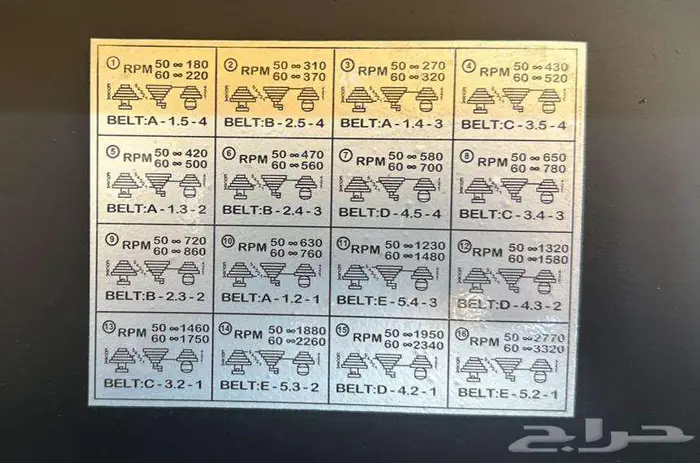 ① RPM 50 ∞ 180
60 ∞ 220
BELT:A - 1.5 - 4
② RPM 50 ∞ 310
60 ∞ 370
BELT:B - 2.5 - 4
③ RPM 50 ∞ 270
60 ∞ 320
BELT:A - 1.4 - 3
④ RPM 50 ∞ 430
60 ∞ 520
BELT:C - 3.5 - 4
⑤ RPM 50 ∞ 420
60 ∞ 500
BELT:A - 1.3 - 2
⑥ RPM 50 ∞ 470
60 ∞ 560
BELT:B - 2.4 - 3
⑦ RPM 50 ∞ 580
60 ∞ 700
BELT:D - 4.5 - 4
⑧ RPM 50 ∞ 650
60 ∞ 780
BELT:C - 3.4 - 3
⑨ RPM 50 ∞ 720
60 ∞ 860
BELT:B - 2.3 - 2
⑩ RPM 50 ∞ 630
60 ∞ 760
BELT:A - 1.2 - 1
⑪ RPM 50 ∞ 1230
60 ∞ 1480
BELT:E - 5.4 - 3
⑫ RPM 50 ∞ 1320
60 ∞ 1580
BELT:D - 4.3 - 2
⑬ RPM 50 ∞ 1460
60 ∞ 1750
BELT:C - 3.2 - 1
⑭ RPM 50 ∞ 1880
60 ∞ 2260
BELT:E - 5.3 - 2
⑮ RPM 50 ∞ 1950
60 ∞ 2340
BELT:D - 4.2 - 1
⑯ RPM 50 ∞ 2770
60 ∞ 3320
BELT:E - 5.2 - 1
حراج